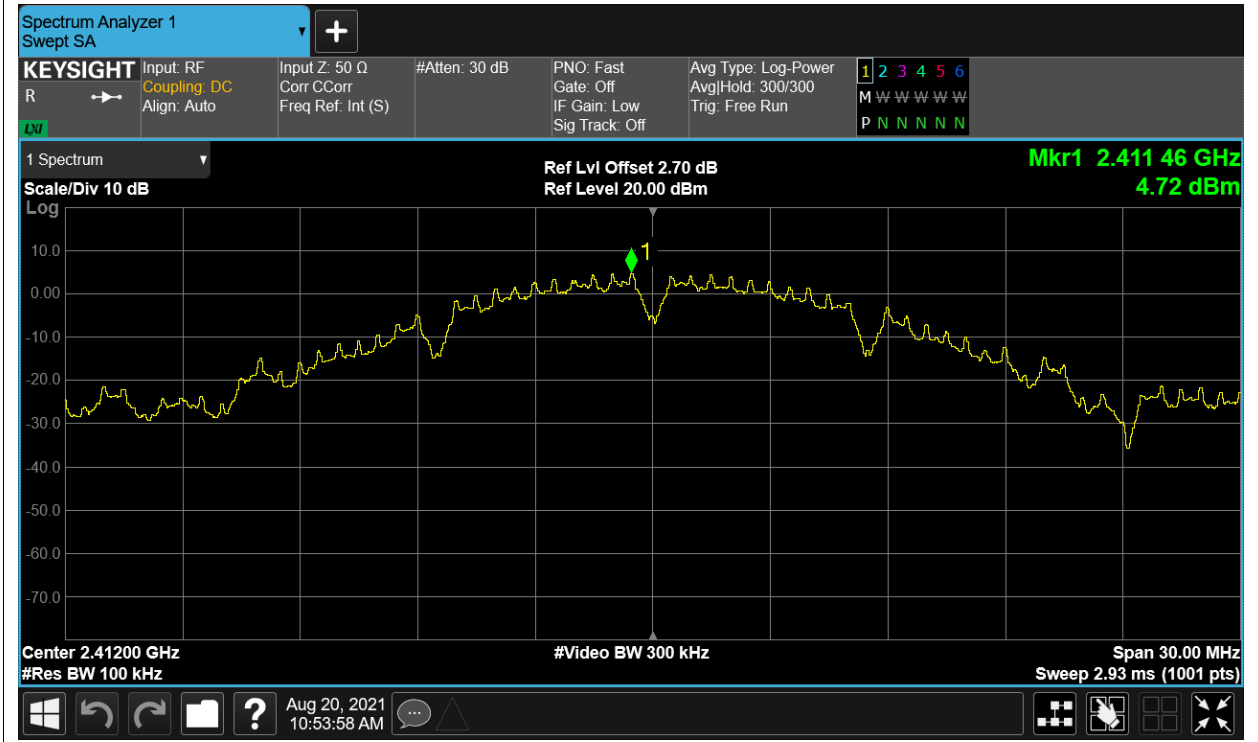 Spectrum Analyzer 1
Swept SA
KEYSIGHT
R
LXI
Input: RF
Coupling: DC
Align: Auto
Input Z: 50 Ω
Corr CCorr
Freq Ref: Int (S)
#Atten: 30 dB
PNO: Fast
Gate: Off
IF Gain: Low
Sig Track: Off
Avg Type: Log-Power
Avg|Hold: 300/300
Trig: Free Run
1 2 3 4 5 6
M W W W W W
P N N N N N
1 Spectrum
Scale/Div 10 dB
Log
Ref Lvl Offset 2.70 dB
Ref Level 20.00 dBm
Mkr1 2.411 46 GHz
4.72 dBm
1
10.0
0.00
-10.0
-20.0
-30.0
-40.0
-50.0
-60.0
-70.0
Center 2.41200 GHz
#Res BW 100 kHz
#Video BW 300 kHz
Span 30.00 MHz
Sweep 2.93 ms (1001 pts)
?
Aug 20, 2021
10:53:58 AM